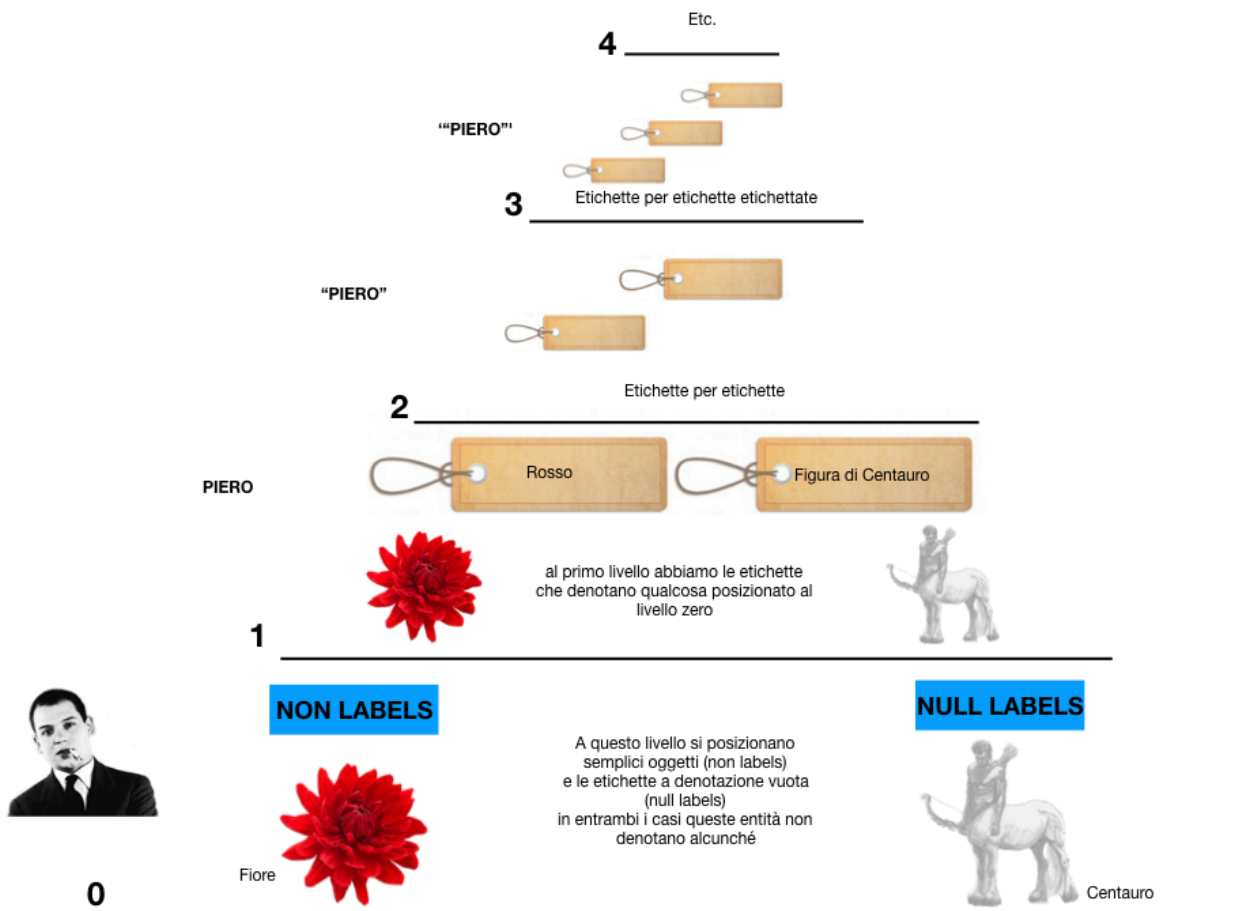 Etc.
4
‘“PIERO”'
Etichette per etichette etichettate
3
“PIERO”
Etichette per etichette
2
Rosso
Figura di Centauro
PIERO
al primo livello abbiamo le etichette
che denotano qualcosa posizionato al
livello zero
1
NON LABELS
NULL LABELS
A questo livello si posizionano
semplici oggetti (non labels)
e le etichette a denotazione vuota
(null labels)
in entrambi i casi queste entità non
denotano alcunché
Fiore
0
Centauro